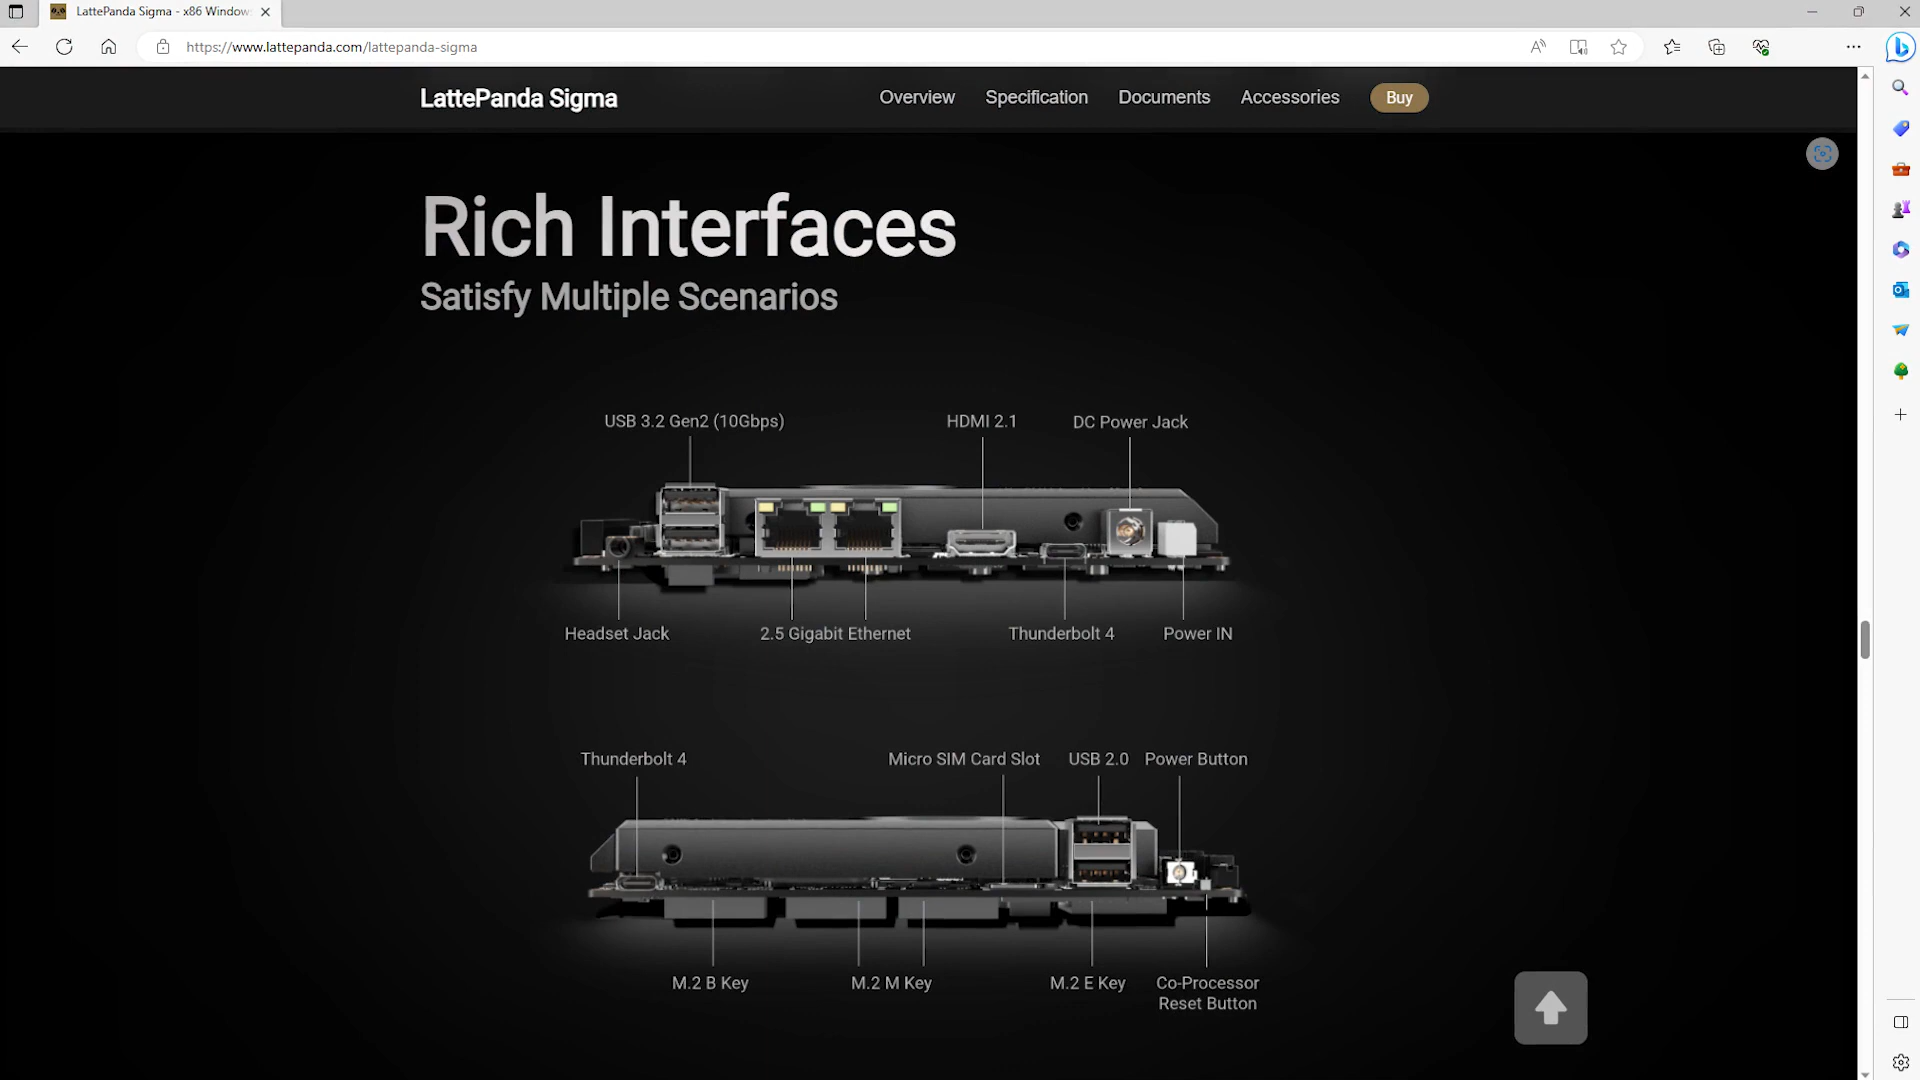 LattePanda Sigma - x86 Window
https://www.lattepanda.com/lattepanda-sigma
LattePanda Sigma
Overview
Specification
Documents
Accessories
Buy
Rich Interfaces
Satisfy Multiple Scenarios
USB 3.2 Gen2 (10Gbps)
HDMI 2.1
DC Power Jack
Headset Jack
2.5 Gigabit Ethernet
Thunderbolt 4
Power IN
Thunderbolt 4
Micro SIM Card Slot
USB 2.0
Power Button
M.2 B Key
M.2 M Key
M.2 E Key
Co-Processor
Reset Button